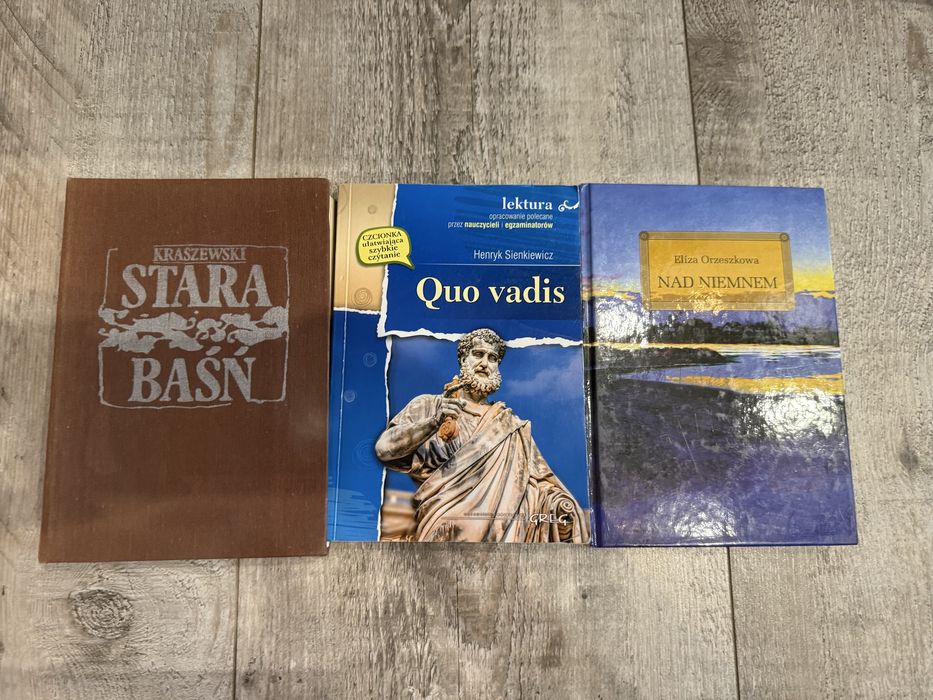 KRASZEWSKI
STARA
BAŚŃ
lektura
opracowanie polecane
przez nauczycieli i egzaminatorów
CZCIONKA
ułatwiająca
szybkie
czytanie
Henryk Sienkiewicz
Quo vadis
GREG
Eliza Orzeszkowa
NAD NIEMNEM